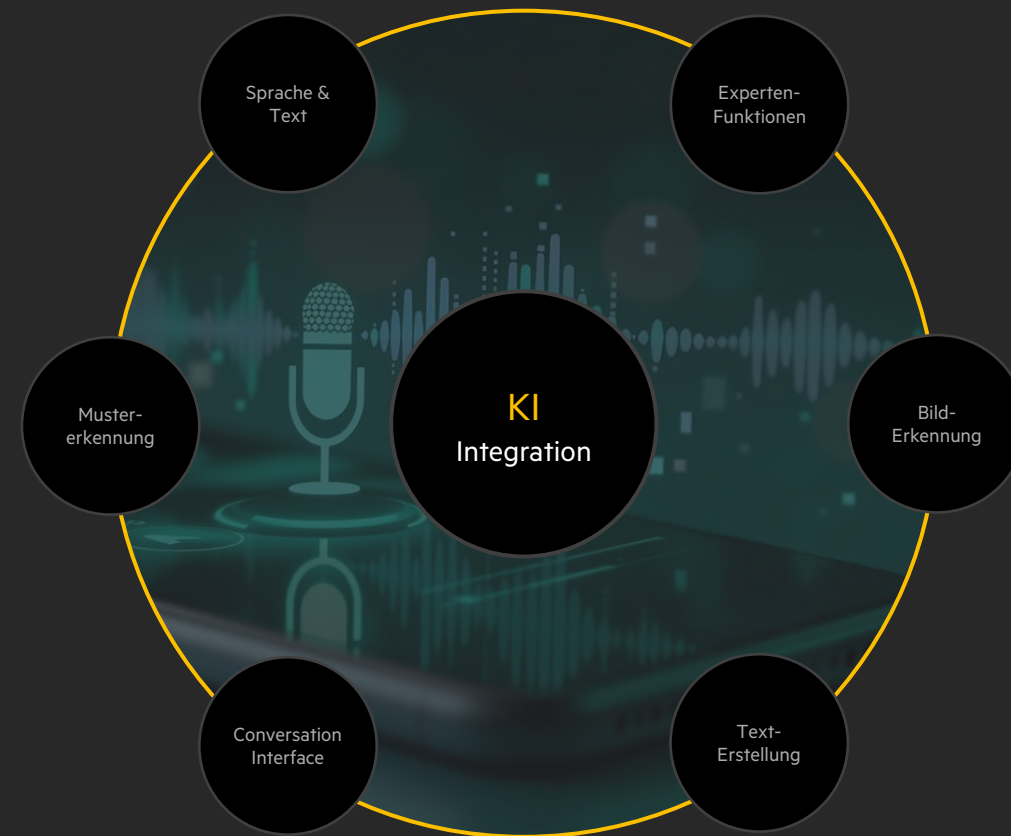 Sprache &
Text
Experten-
Funktionen
Muster-
erkennung
KI
Integration
Bild-
Erkennung
Conversation
Interface
Text-
Erstellung